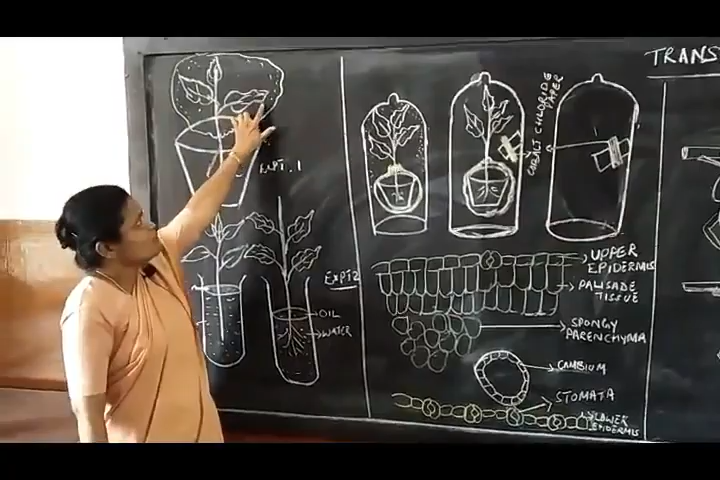 TRANS
COBALT CHLORIDE
PAPER
EXPT. 1
EXPT 2
OIL
WATER
UPPER
EPIDERMIS
PALISADE
TISSUE
SPONGY
PARENCHYMA
CAMBIUM
STOMATA
LOWER
EPIDERMIS